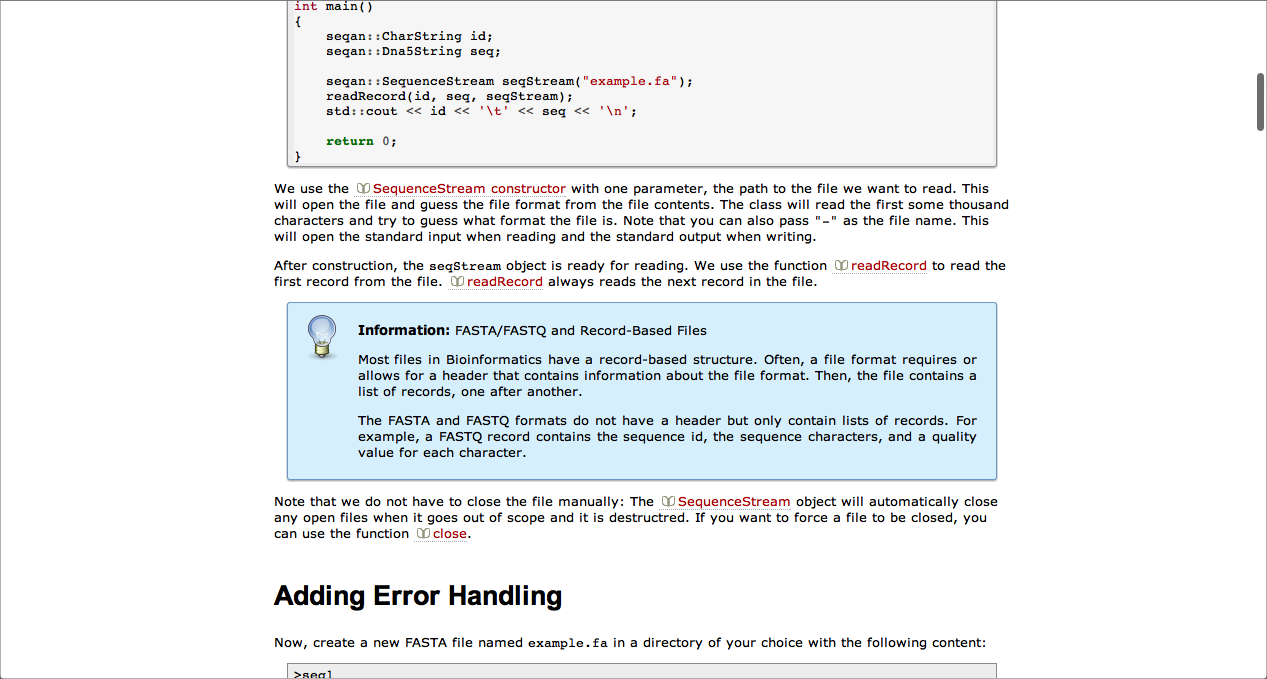 int main()
{
    seqan::CharString id;
    seqan::Dna5String seq;

    seqan::SequenceStream seqStream("example.fa");
    readRecord(id, seq, seqStream);
    std::cout << id << '\t' << seq << '\n';

    return 0;
}
We use the SequenceStream constructor with one parameter, the path to the file we want to read. This
will open the file and guess the file format from the file contents. The class will read the first some thousand
characters and try to guess what format the file is. Note that you can also pass "-" as the file name. This
will open the standard input when reading and the standard output when writing.
After construction, the seqStream object is ready for reading. We use the function readRecord to read the
first record from the file. readRecord always reads the next record in the file.
Information: FASTA/FASTQ and Record-Based Files
Most files in Bioinformatics have a record-based structure. Often, a file format requires or
allows for a header that contains information about the file format. Then, the file contains a
list of records, one after another.
The FASTA and FASTQ formats do not have a header but only contain lists of records. For
example, a FASTQ record contains the sequence id, the sequence characters, and a quality
value for each character.
Note that we do not have to close the file manually: The SequenceStream object will automatically close
any open files when it goes out of scope and it is destructred. If you want to force a file to be closed, you
can use the function close.
Adding Error Handling
Now, create a new FASTA file named example.fa in a directory of your choice with the following content:
>seq1